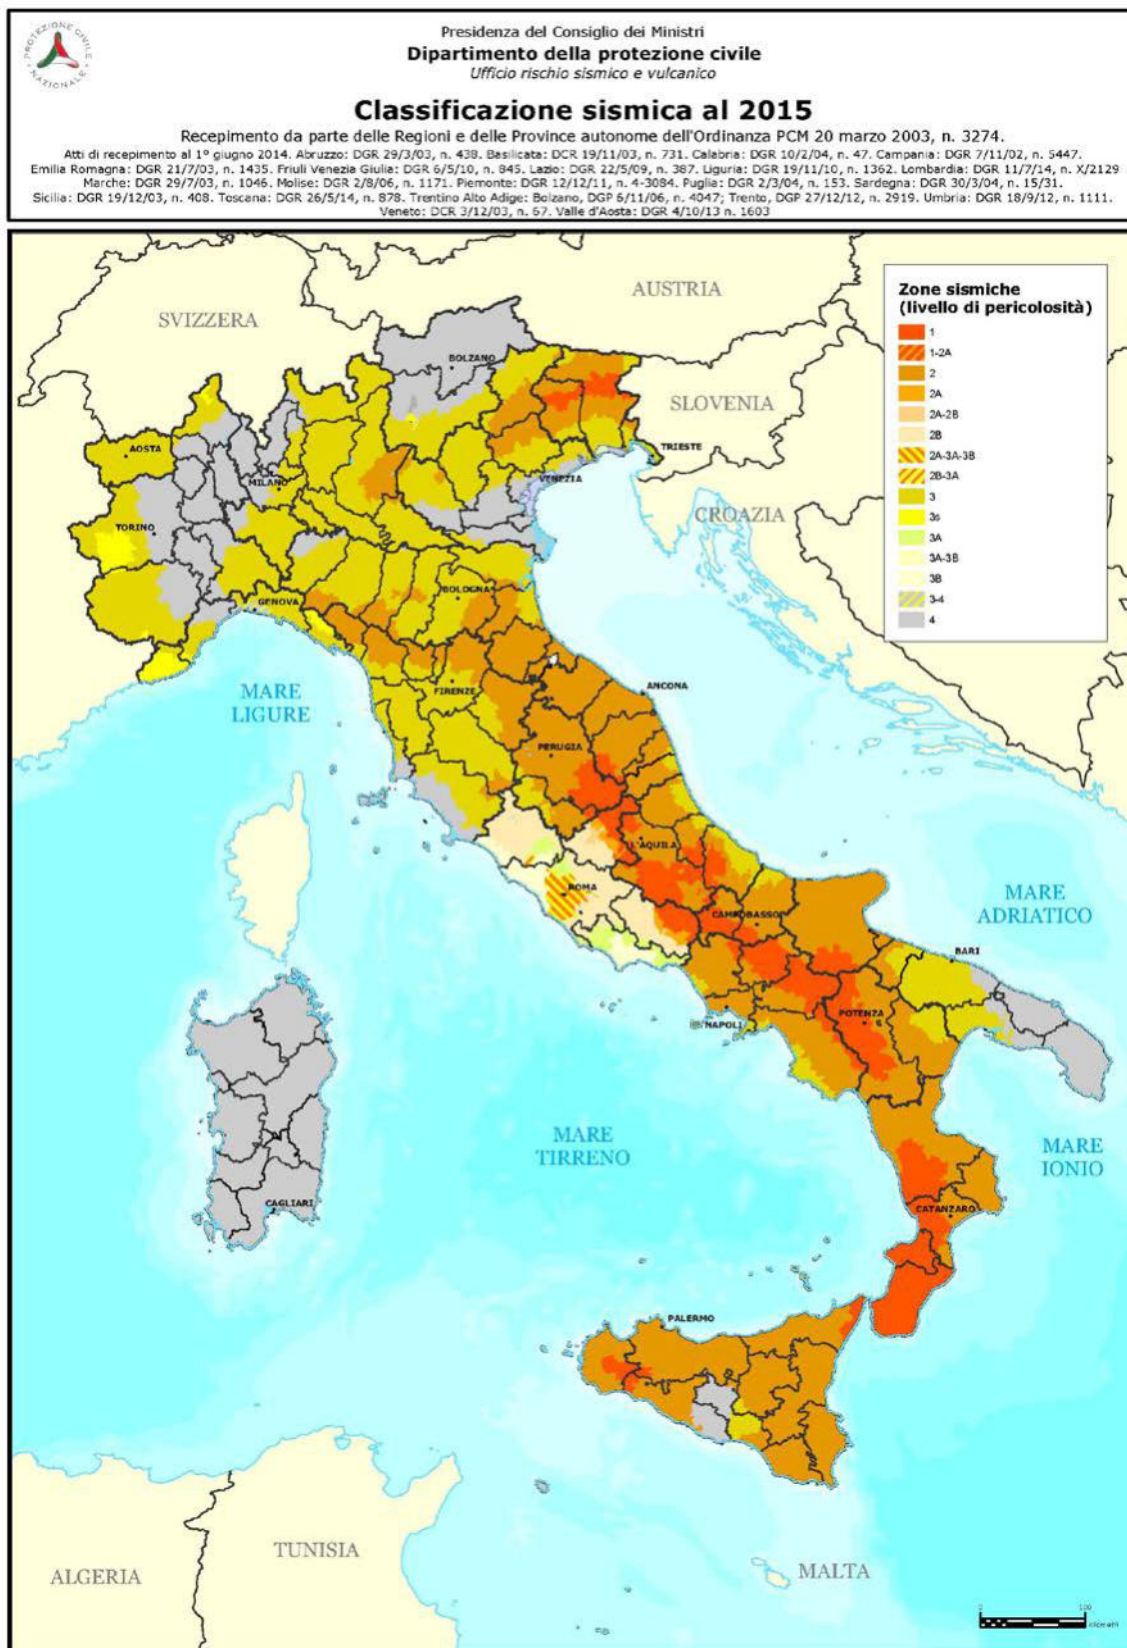 PROTEZIONE CIVILE
NAZIONALE
Presidenza del Consiglio dei Ministri
Dipartimento della protezione civile
Ufficio rischio sismico e vulcanico
Classificazione sismica al 2015
Recepimento da parte delle Regioni e delle Province autonome dell'Ordinanza PCM 20 marzo 2003, n. 3274.
Atti di recepimento al 1º giugno 2014. Abruzzo: DGR 29/3/03, n. 438. Basilicata: DCR 19/11/03, n. 731. Calabria: DGR 10/2/04, n. 47. Campania: DGR 7/11/02, n. 5447.
Emilia Romagna: DGR 21/7/03, n. 1435. Friuli Venezia Giulia: DGR 6/5/10, n. 845. Lazio: DGR 22/5/09, n. 387. Liguria: DGR 19/11/10, n. 1362. Lombardia: DGR 11/7/14, n. X/2129
Marche: DGR 29/7/03, n. 1046. Molise: DGR 2/8/06, n. 1171. Piemonte: DGR 12/12/11, n. 4-3084. Puglia: DGR 2/3/04, n. 153. Sardegna: DGR 30/3/04, n. 15/31.
Sicilia: DGR 19/12/03, n. 408. Toscana: DGR 26/5/14, n. 878. Trentino Alto Adige: Bolzano, DGP 6/11/06, n. 4047; Trento, DGP 27/12/12, n. 2919. Umbria: DGR 18/9/12, n. 1111.
Veneto: DCR 3/12/03, n. 67. Valle d'Aosta: DGR 4/10/13 n. 1603
Zone sismiche
(livello di pericolosità)
1
1-2A
2
2A
2A-2B
2B
2A-3A-3B
2B-3A
3
3s
3A
3A-3B
3B
3-4
4
AUSTRIA
SVIZZERA
BOLZANO
SLOVENIA
TRIESTE
AOSTA
MILANO
VENEZIA
CROAZIA
TORINO
BOLOGNA
GENOVA
FIRENZE
ANCONA
MARE
LIGURE
PERUGIA
L'AQUILA
ROMA
CAMPOBASSO
MARE
ADRIATICO
BARI
NAPOLI
POTENZA
MARE
TIRRENO
MARE
IONIO
CAGLIARI
CATANZARO
PALERMO
TUNISIA
ALGERIA
MALTA
0
100